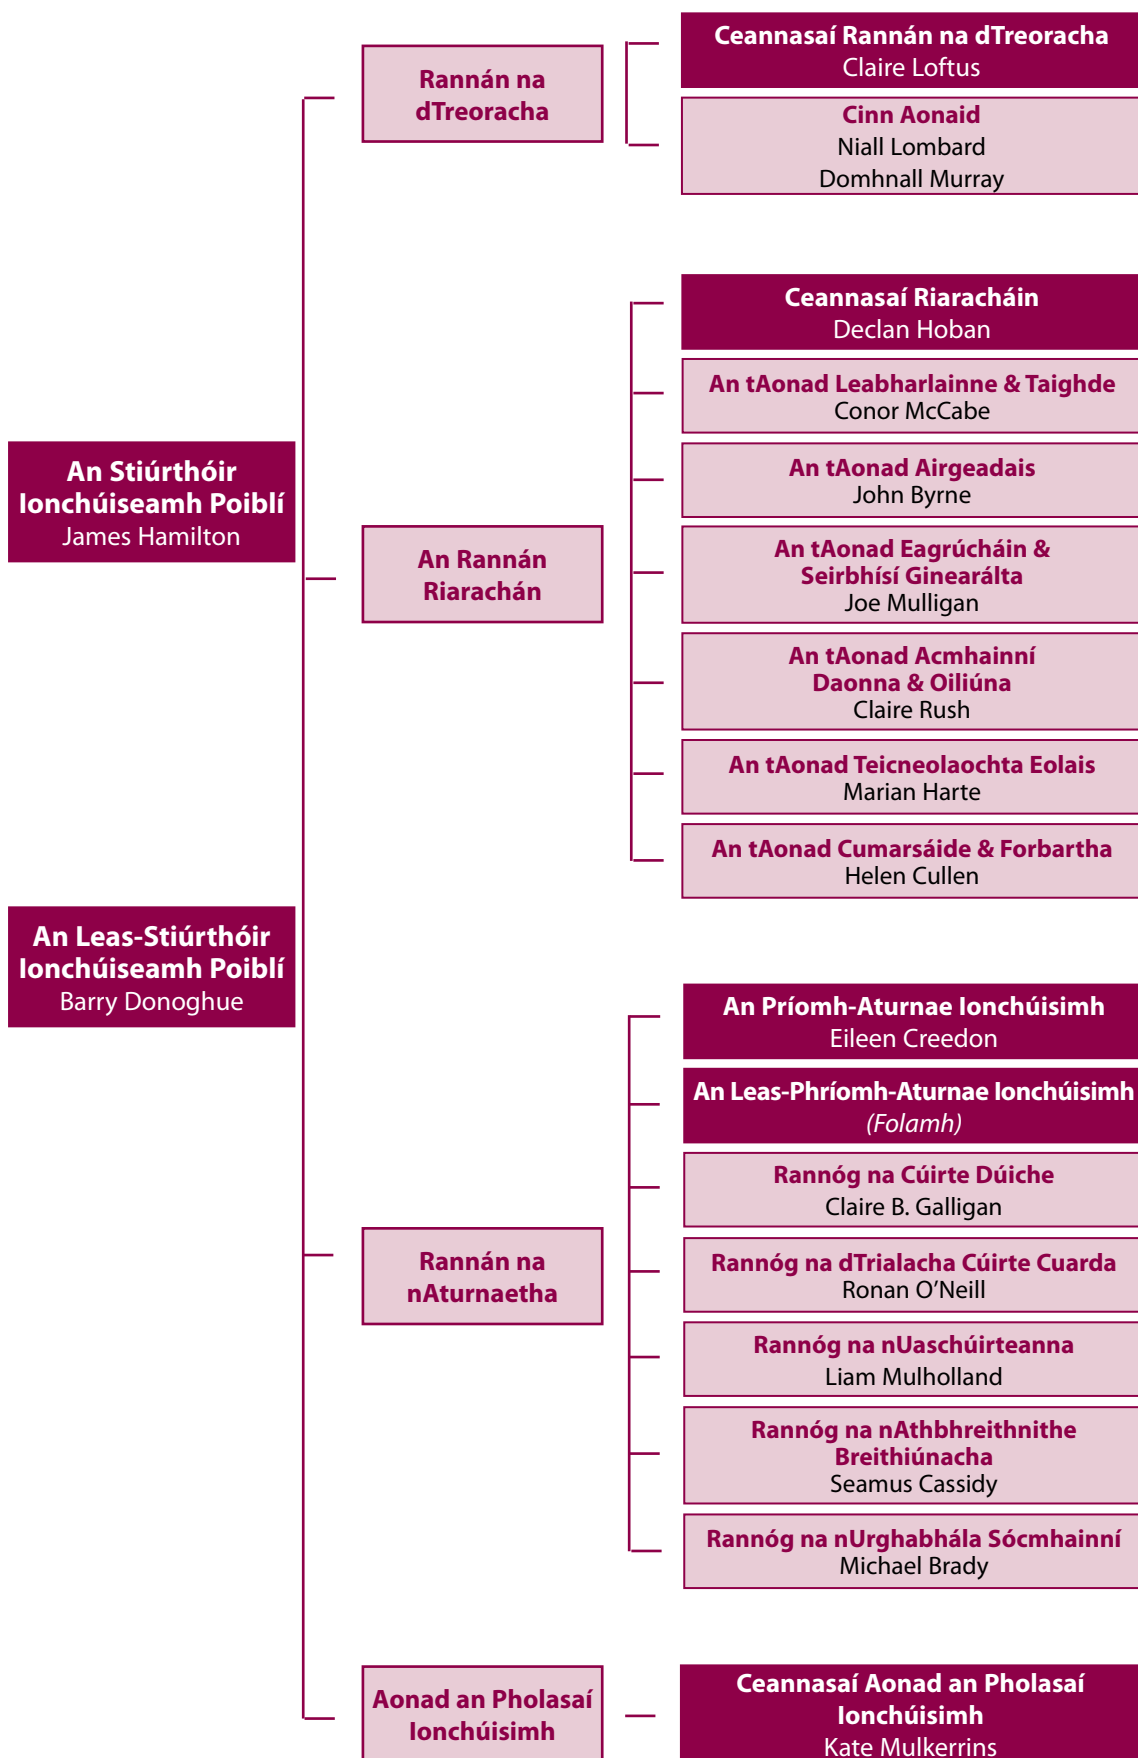 An Stiúrthóir
Ionchúiseamh Poiblí
James Hamilton
An Leas-Stiúrthóir
Ionchúiseamh Poiblí
Barry Donoghue
Rannán na
dTreoracha
Ceannasaí Rannán na dTreoracha
Claire Loftus
Cinn Aonaid
Niall Lombard
Domhnall Murray
An Rannán
Riarachán
Ceannasaí Riaracháin
Declan Hoban
An tAonad Leabharlainne & Taighde
Conor McCabe
An tAonad Airgeadais
John Byrne
An tAonad Eagrúcháin &
Seirbhísí Ginearálta
Joe Mulligan
An tAonad Acmhainní
Daonna & Oiliúna
Claire Rush
An tAonad Teicneolaochta Eolais
Marian Harte
An tAonad Cumarsáide & Forbartha
Helen Cullen
Rannán na
nAturnaetha
An Príomh-Aturnae Ionchúisimh
Eileen Creedon
An Leas-Phríomh-Aturnae Ionchúisimh
(Folamh)
Rannóg na Cúirte Dúiche
Claire B. Galligan
Rannóg na dTrialacha Cúirte Cuarda
Ronan O’Neill
Rannóg na nUaschúirteanna
Liam Mulholland
Rannóg na nAthbhreithnithe
Breithiúnacha
Seamus Cassidy
Rannóg na nUrghabhála Sócmhainní
Michael Brady
Aonad an Pholasaí
Ionchúisimh
Ceannasaí Aonad an Pholasaí
Ionchúisimh
Kate Mulkerrins